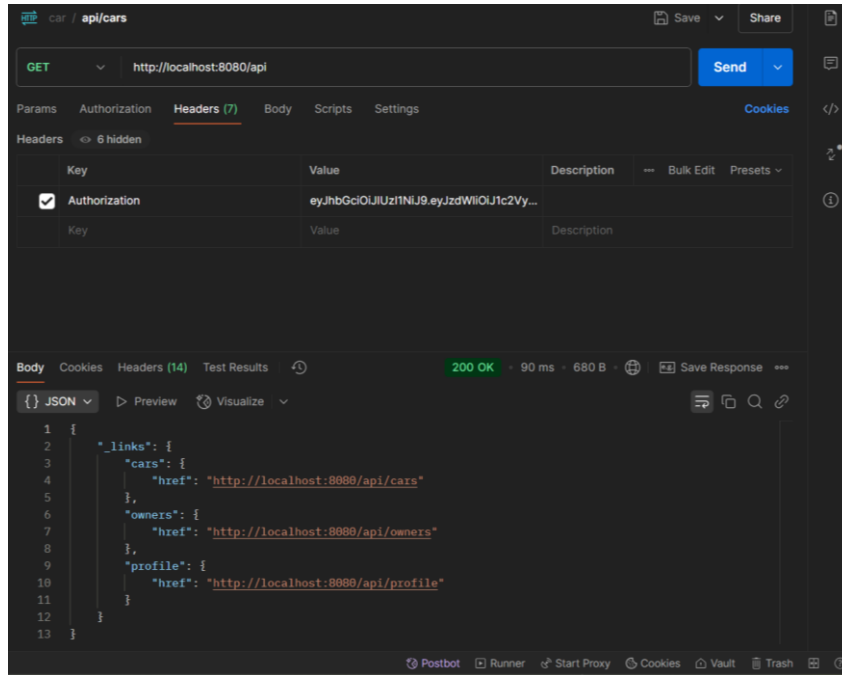 HTTP car / api/cars Save Share
GET http://localhost:8080/api Send
Params Authorization Headers (7) Body Scripts Settings Cookies
Headers 6 hidden
Key Value Description Bulk Edit Presets
Authorization eyJhbGciOiJIUzI1NiJ9.eyJzdWIiOiJ1c2Vy...
Key Value Description
Body Cookies Headers (14) Test Results 200 OK 90 ms 680 B Save Response
{} JSON Preview Visualize
1 {
2 "_links": {
3 "cars": {
4 "href": "http://localhost:8080/api/cars"
5 },
6 "owners": {
7 "href": "http://localhost:8080/api/owners"
8 },
9 "profile": {
10 "href": "http://localhost:8080/api/profile"
11 }
12 }
13 }
Postbot Runner Start Proxy Cookies Vault Trash